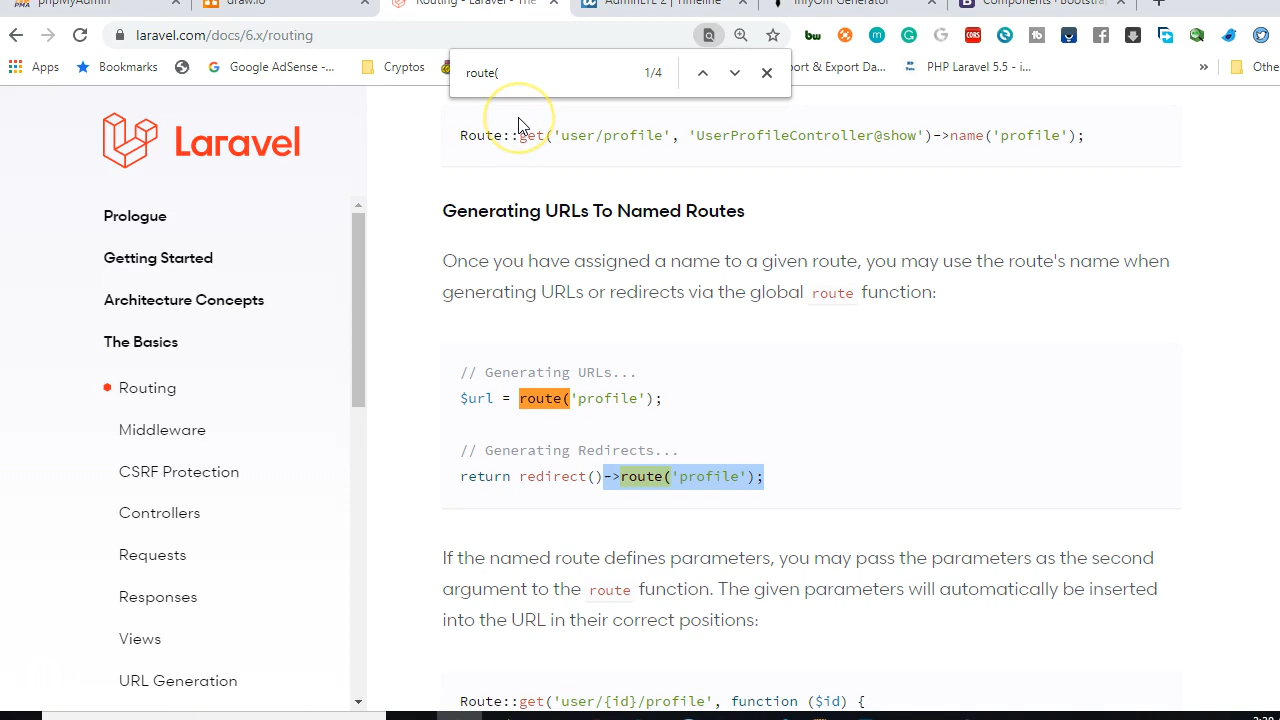 phpMyAdmin
draw.io
Routing - Laravel - The
AdminLTE 2 | Timeline
InfyOm Generator
Components · Bootstrap
laravel.com/docs/6.x/routing
CORS
Apps
Bookmarks
Google AdSense -...
Cryptos
port & Export & Da...
PHP Laravel 5.5 - i...
»
Other
route(
1/4
Laravel
Prologue
Getting Started
Architecture Concepts
The Basics
Routing
Middleware
CSRF Protection
Controllers
Requests
Responses
Views
URL Generation
Route::get('user/profile', 'UserProfileController@show')->name('profile');
Generating URLs To Named Routes
Once you have assigned a name to a given route, you may use the route's name when
generating URLs or redirects via the global route function:
// Generating URLs...
$url = route('profile');
// Generating Redirects...
return redirect()->route('profile');
If the named route defines parameters, you may pass the parameters as the second
argument to the route function. The given parameters will automatically be inserted
into the URL in their correct positions:
Route::get('user/{id}/profile', function ($id) {